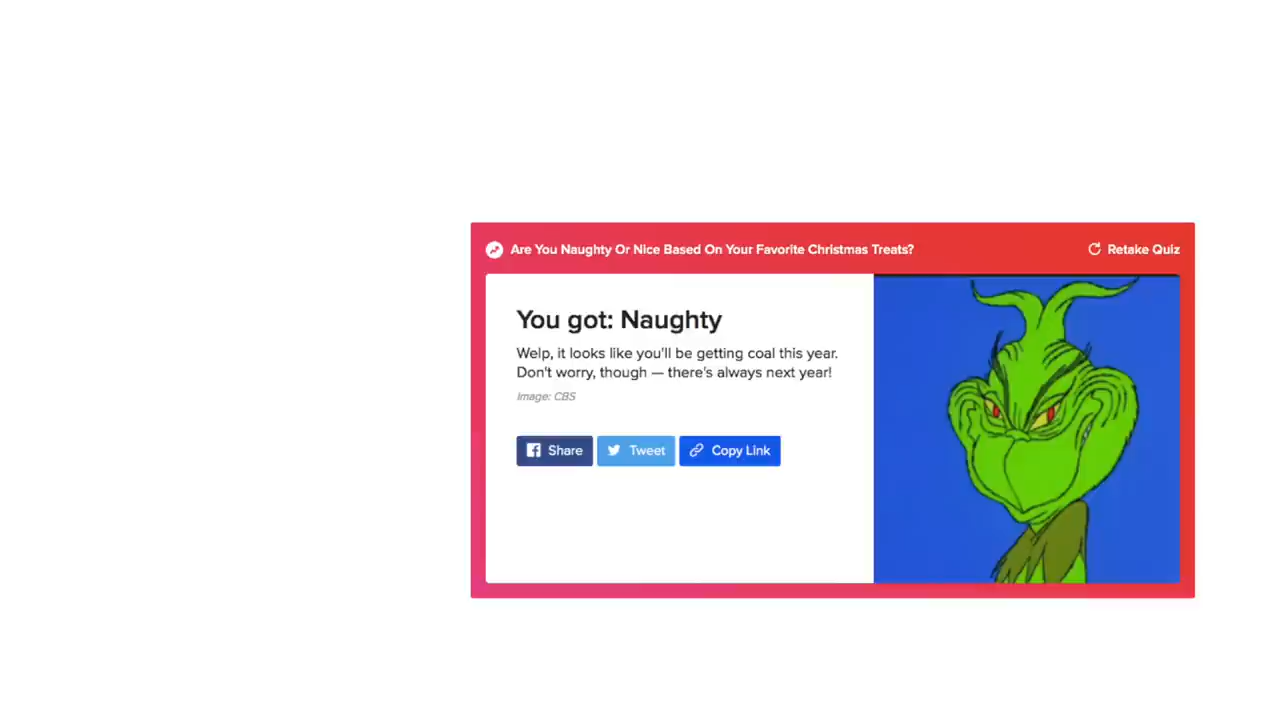 Are You Naughty Or Nice Based On Your Favorite Christmas Treats?
Retake Quiz
You got: Naughty
Welp, it looks like you'll be getting coal this year.
Don't worry, though — there's always next year!
Image: CBS
Share
Tweet
Copy Link